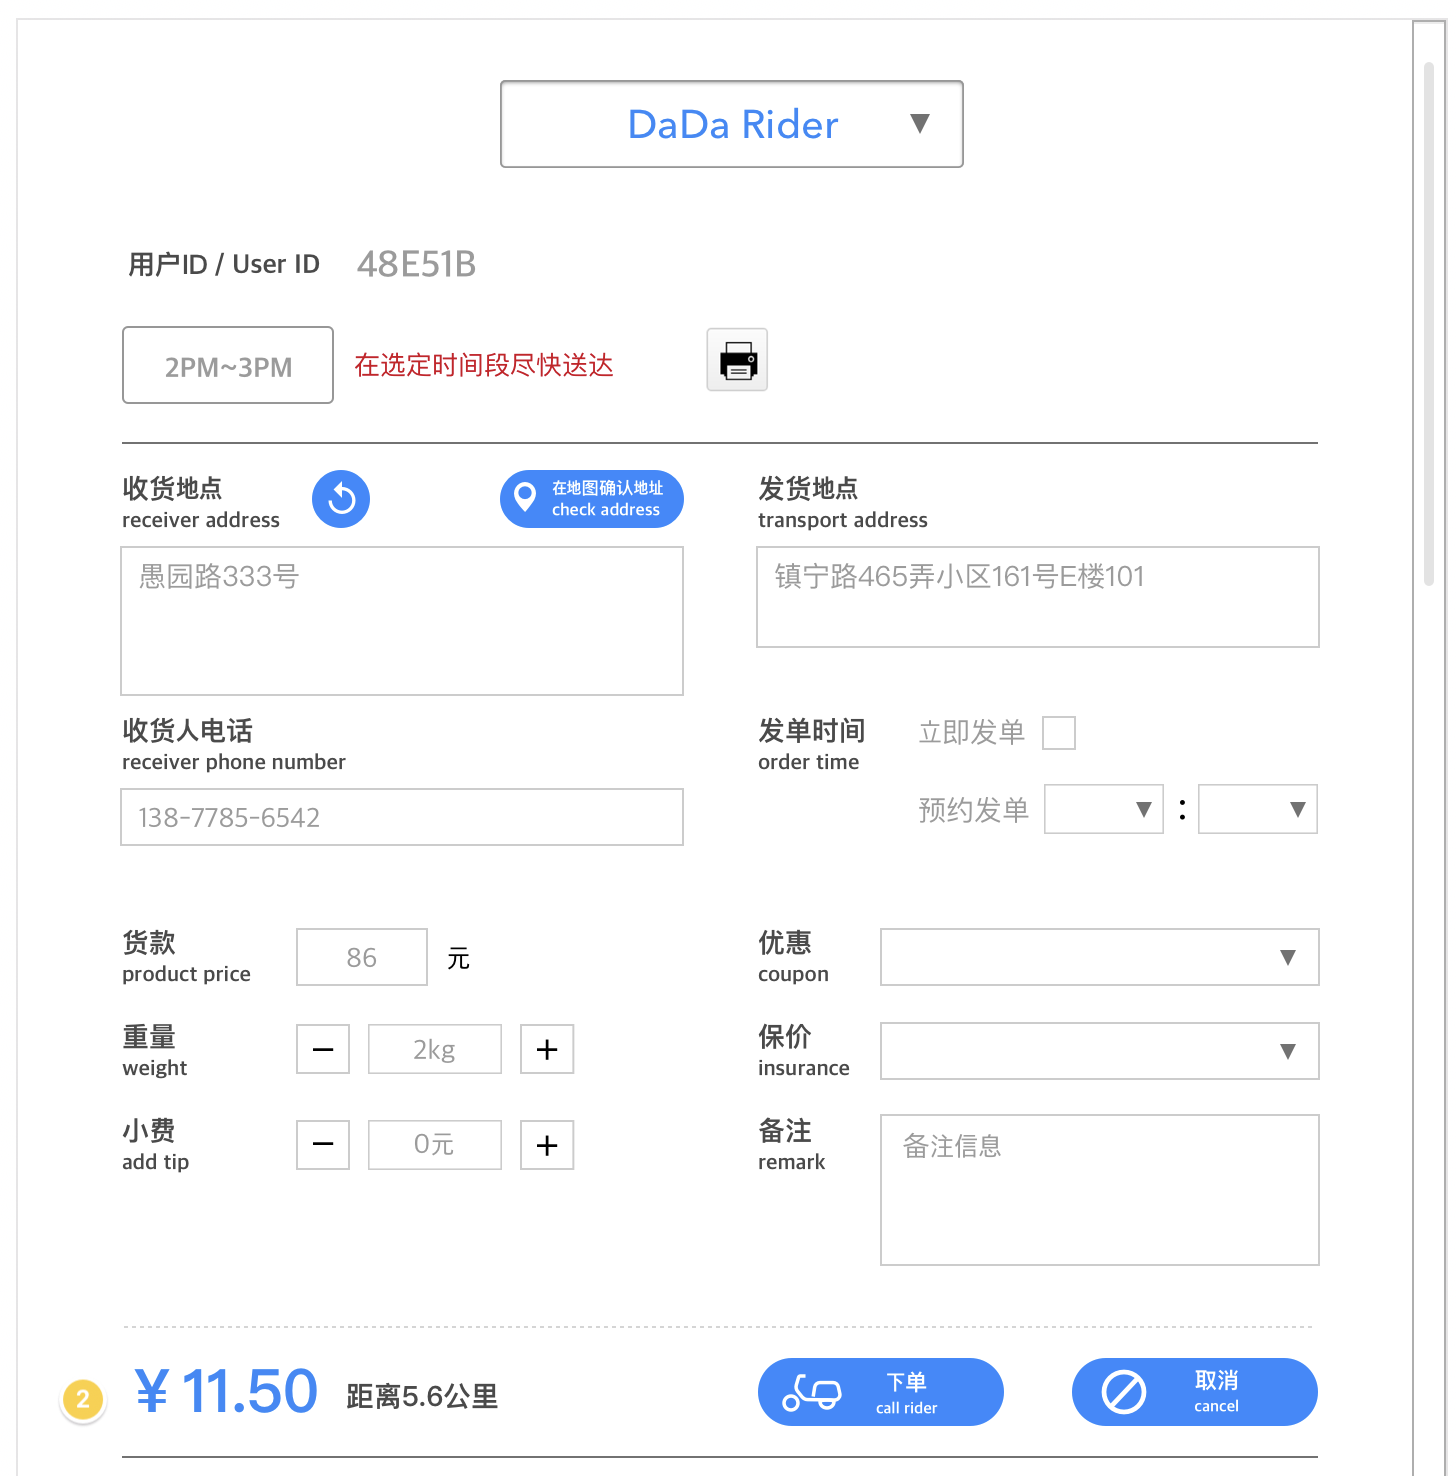 DaDa Rider ▼
用户ID / User ID 48E51B
2PM~3PM 在选定时间段尽快送达
收货地点
receiver address
在地图确认地址
check address
发货地点
transport address
愚园路333号
镇宁路465弄小区161号E楼101
收货人电话
receiver phone number
138-7785-6542
发单时间
order time
立即发单
预约发单 ▼ : ▼
货款
product price
86 元
优惠
coupon
▼
重量
weight
− 2kg +
保价
insurance
▼
小费
add tip
− 0元 +
备注
remark
备注信息
2
¥ 11.50 距离5.6公里
下单
call rider
取消
cancel